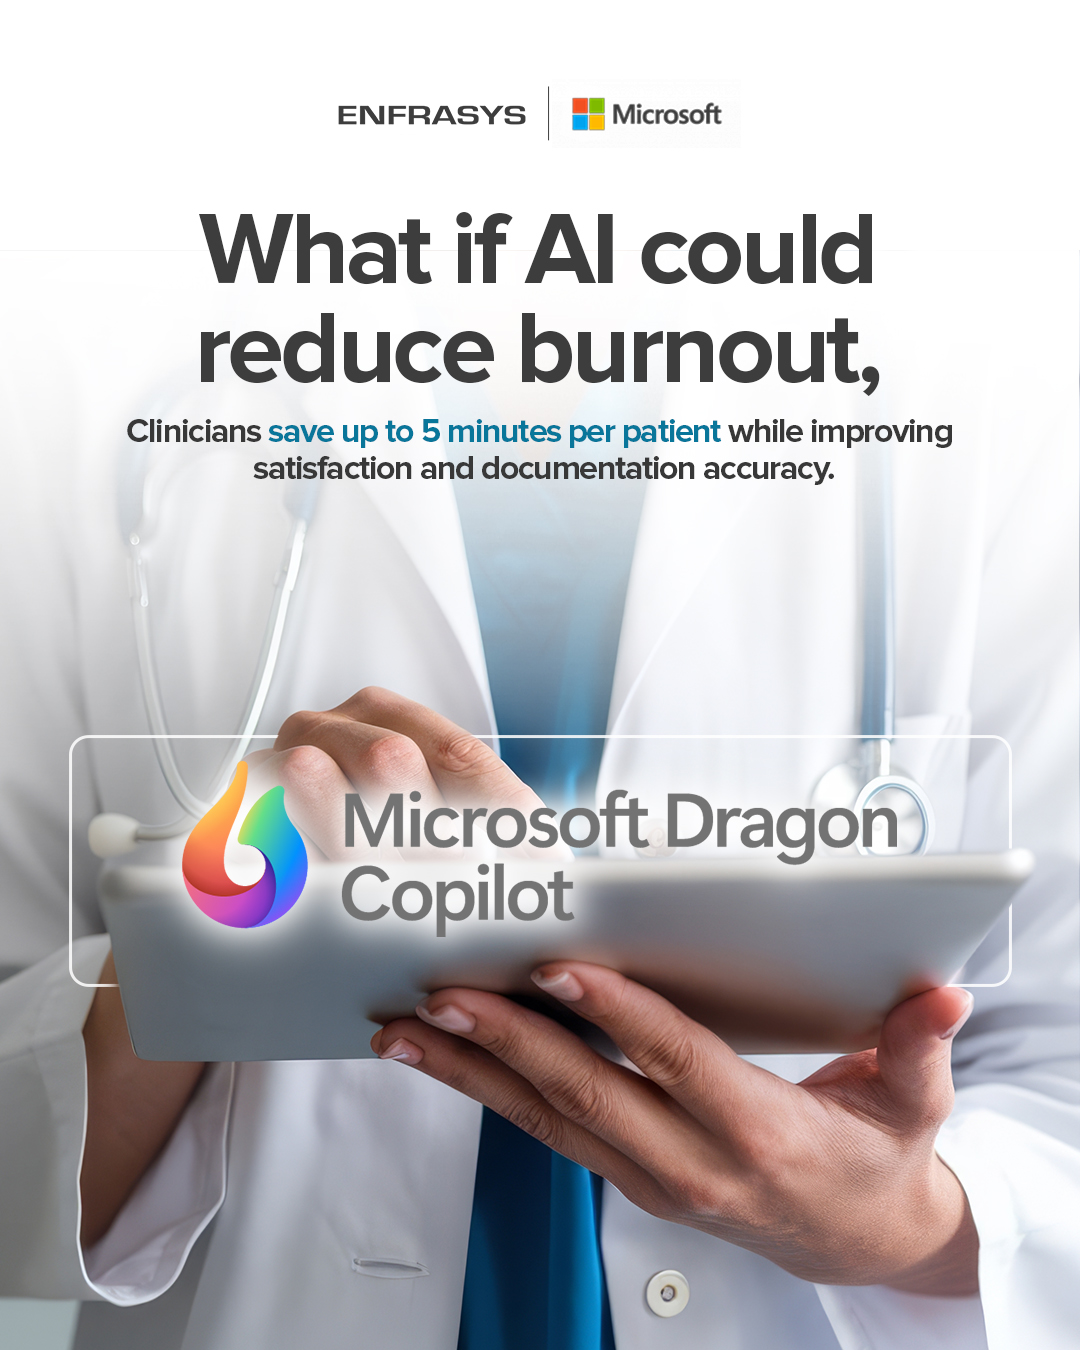 ENFRASYS | Microsoft
What if AI could
reduce burnout,
Clinicians save up to 5 minutes per patient while improving
satisfaction and documentation accuracy.
Microsoft Dragon
Copilot